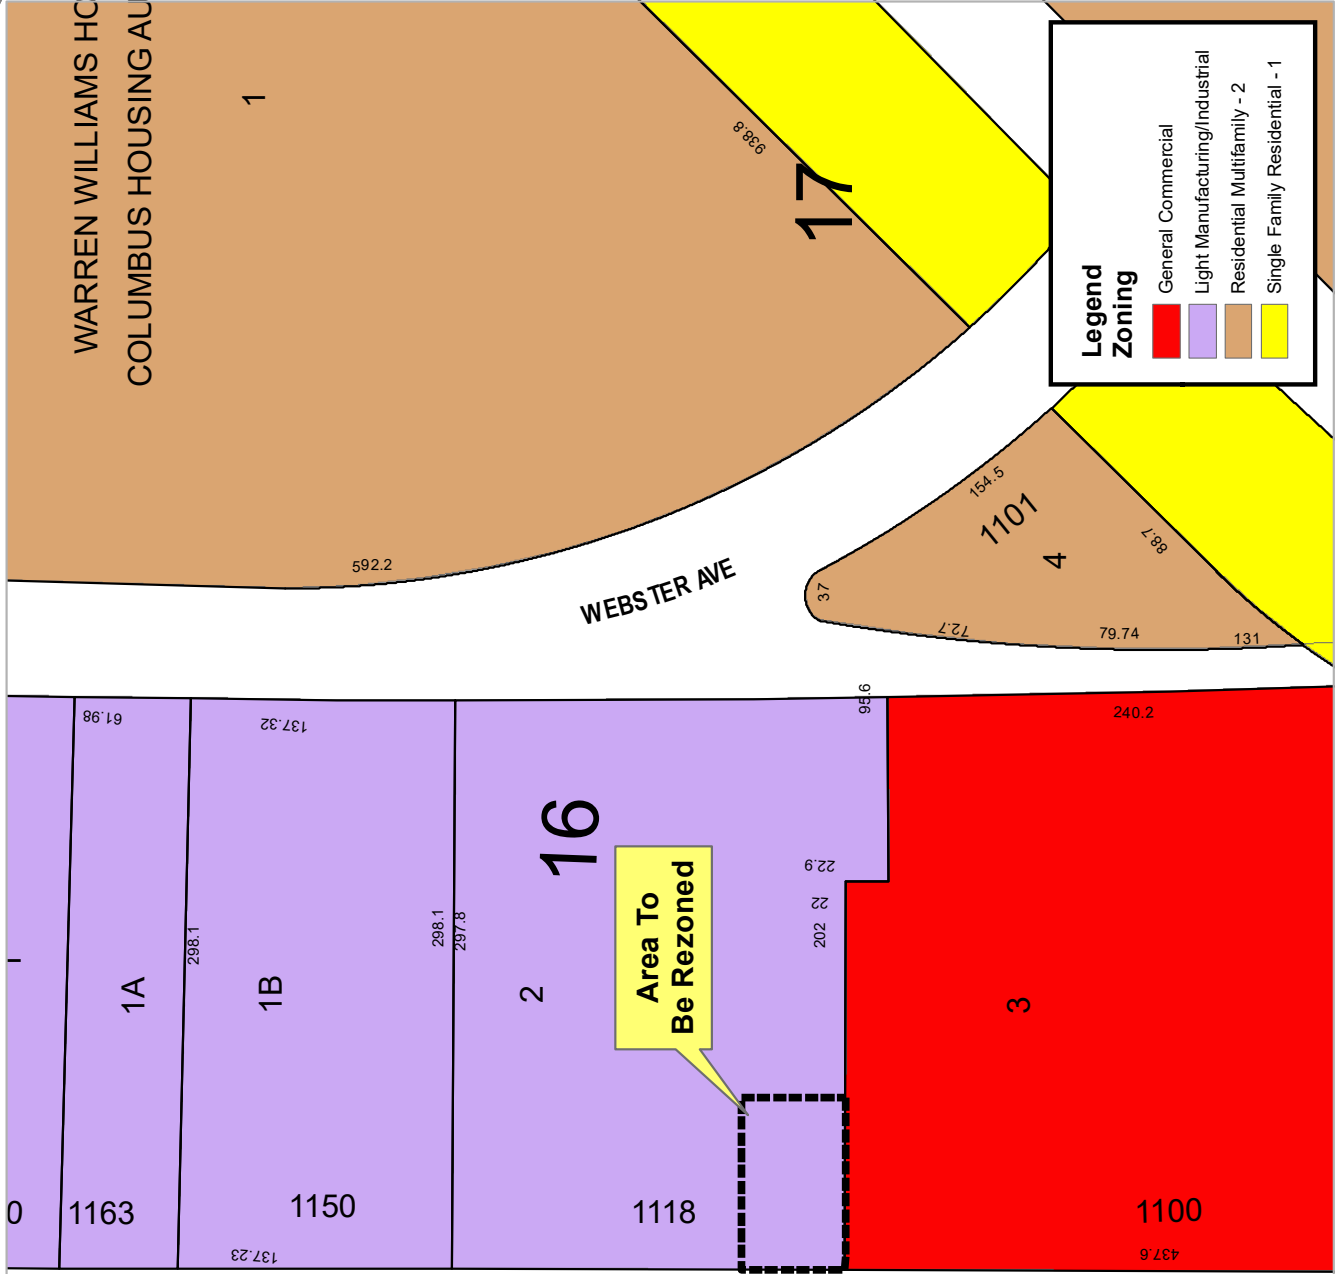 WARREN WILLIAMS HO
COLUMBUS HOUSING AU
1
938.8
17
592.2
WEBSTER AVE
154.5
1101
4
88.7
37
72.7
79.74
131
Legend
Zoning
General Commercial
Light Manufacturing/Industrial
Residential Multifamily - 2
Single Family Residential - 1
61.98
137.32
95.6
240.2
16
22.9
22
202
298.1
298.1
297.8
1A
1B
2
3
Area To
Be Rezoned
0
1163
1150
1118
1100
137.23
437.6